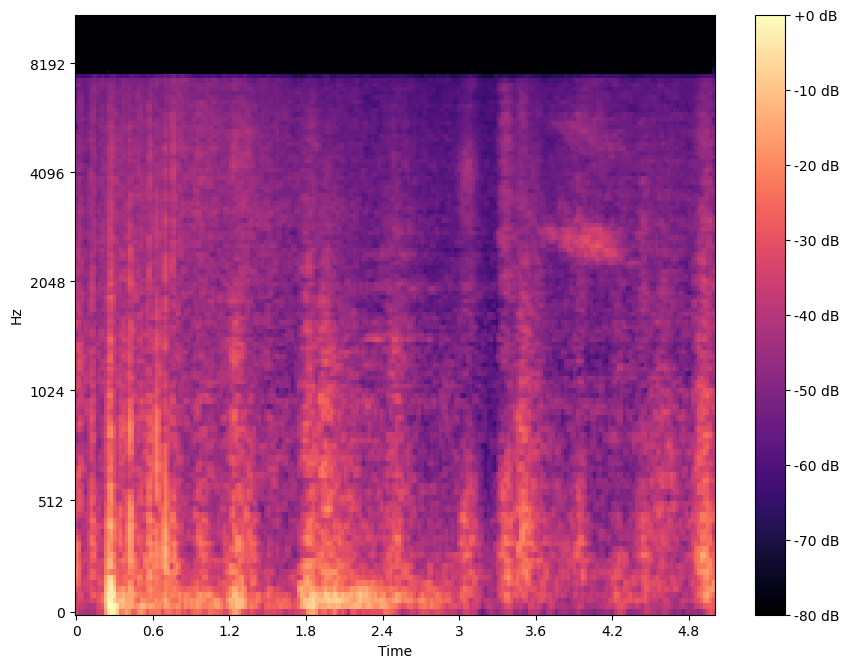 +0 dB
8192
-10 dB
4096
-20 dB
-30 dB
2048
Hz
-40 dB
1024
-50 dB
-60 dB
512
-70 dB
0
-80 dB
0 0.6 1.2 1.8 2.4 3 3.6 4.2 4.8
Time